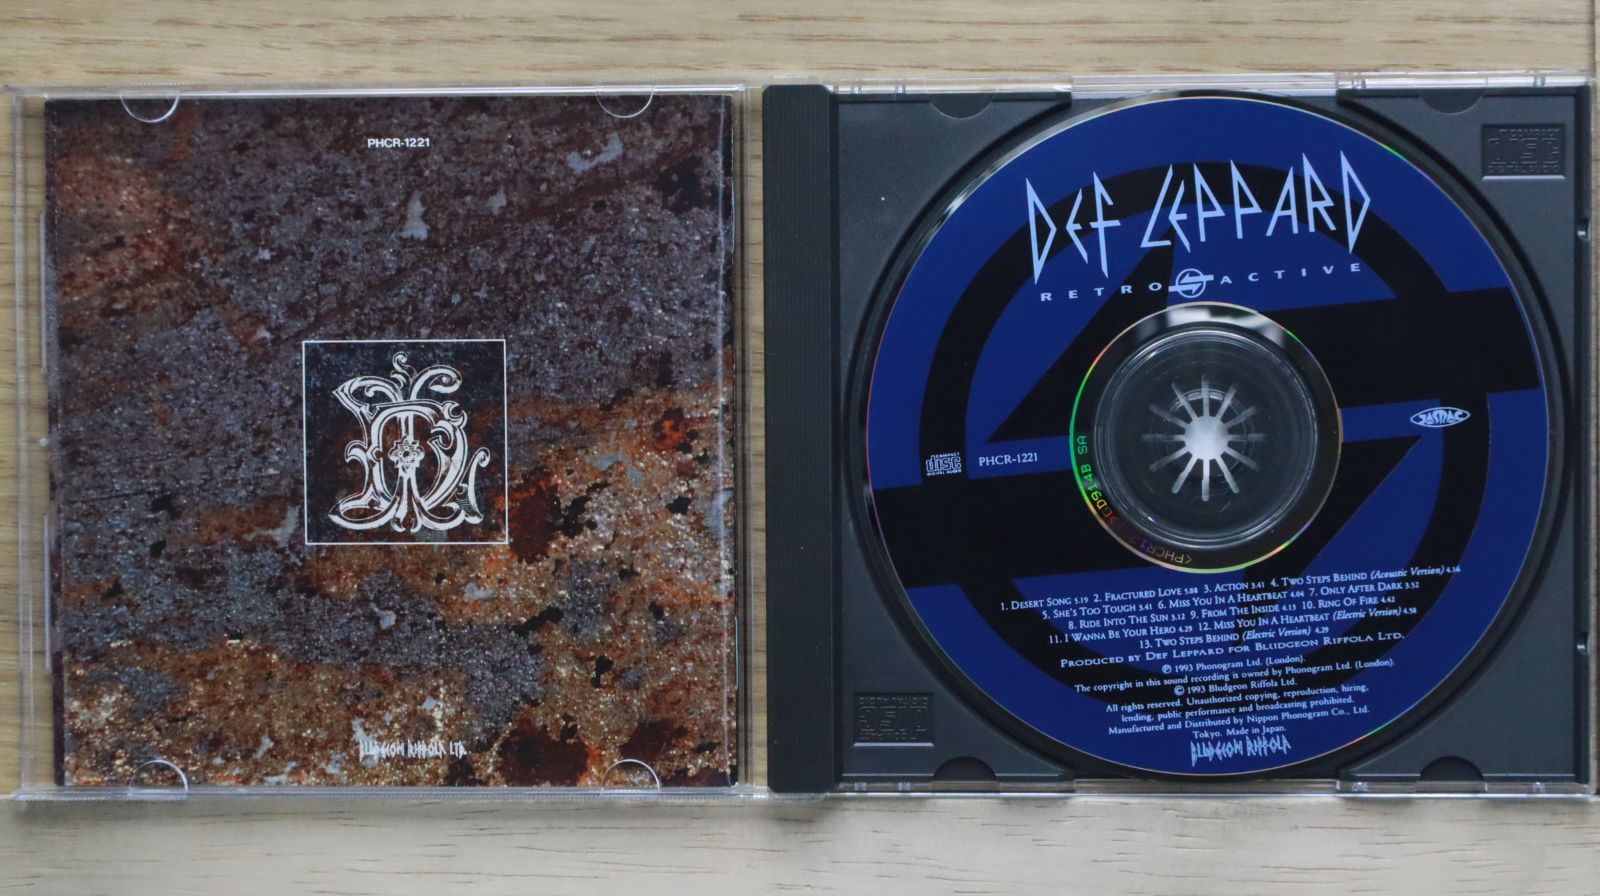 PHCR-1221
BLUDGEON RIFFOLA LTD.
DEF LEPPARD
RETRO ACTIVE
JASRAC
COMPACT
disc
DIGITAL AUDIO
PHCR-1221
1. DESERT SONG 5.19 2. FRACTURED LOVE 5.08 3. ACTION 3.41 4. TWO STEPS BEHIND (Acoustic Version) 4.16
5. SHE'S TOO TOUGH 3.41 6. MISS YOU IN A HEARTBEAT 4.04 7. ONLY AFTER DARK 3.52
8. RIDE INTO THE SUN 3.12 9. FROM THE INSIDE 4.13 10. RING OF FIRE 4.42
11. I WANNA BE YOUR HERO 4.29 12. MISS YOU IN A HEARTBEAT (Electric Version) 4.58
13. TWO STEPS BEHIND (Electric Version) 4.29
PRODUCED BY DEF LEPPARD FOR BLUDGEON RIFFOLA LTD.
℗ 1993 Phonogram Ltd. (London).
The copyright in this sound recording is owned by Phonogram Ltd. (London).
© 1993 Bludgeon Riffola Ltd.
All rights reserved. Unauthorized copying, reproduction, hiring,
lending, public performance and broadcasting prohibited.
Manufactured and Distributed by Nippon Phonogram Co., Ltd.
Tokyo. Made in Japan.
BLUDGEON RIFFOLA